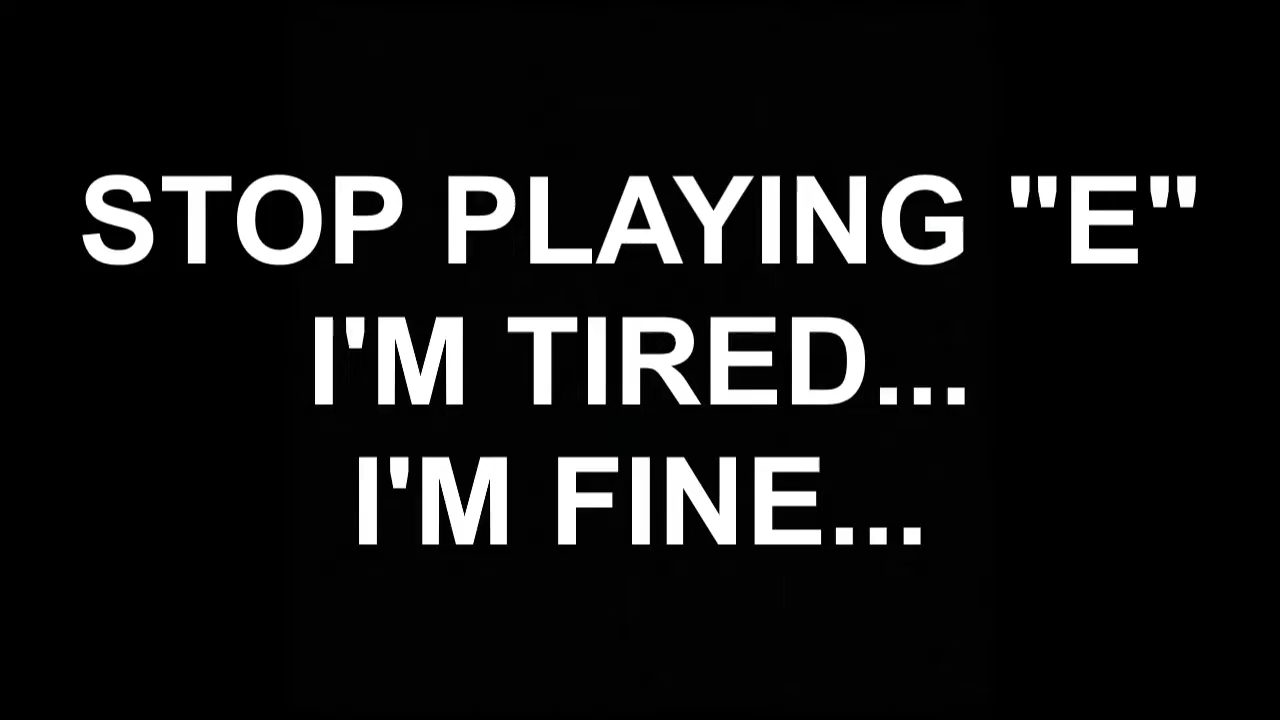 STOP PLAYING "E"
I'M TIRED...
I'M FINE...